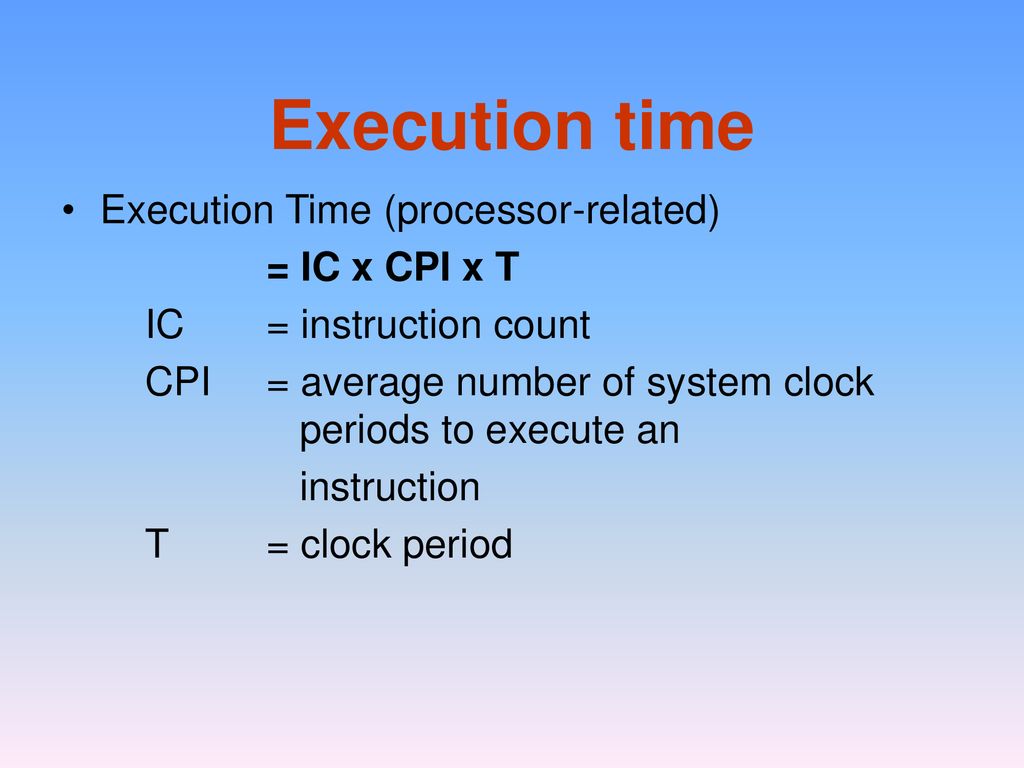 Execution time
• Execution Time (processor-related)
= IC x CPI x T
IC = instruction count
CPI = average number of system clock
periods to execute an
instruction
T = clock period